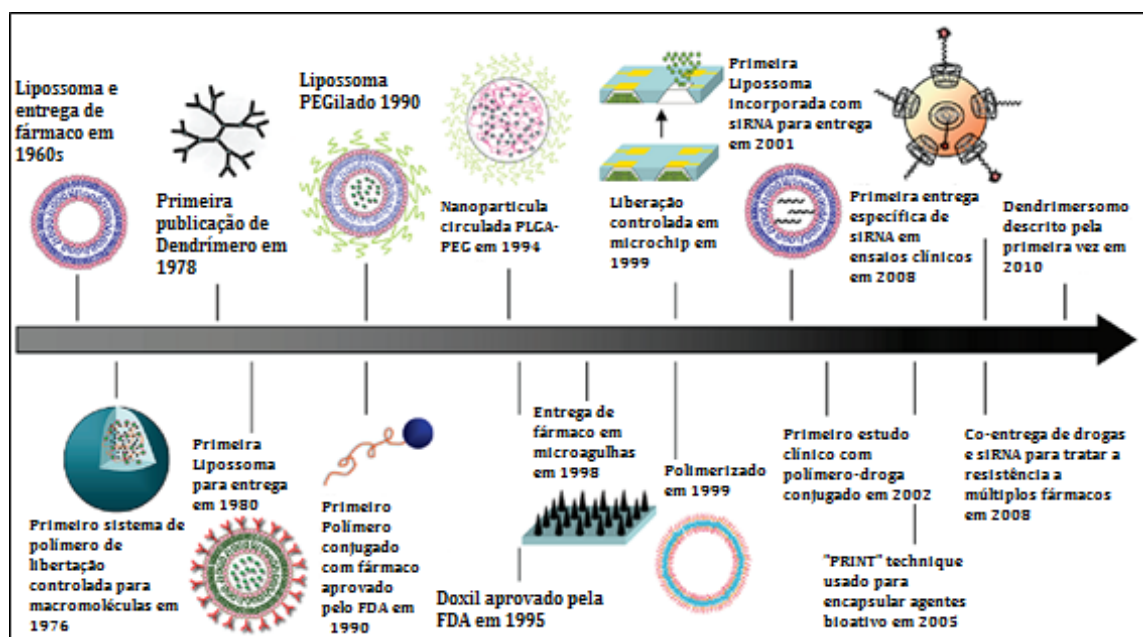 Lipossoma e
entrega de
fármaco em
1960s
Primeira
publicação de
Dendrímero em
1978
Lipossoma
PEGilado 1990
Nanoparticula
circulada PLGA-
PEG em 1994
Liberação
controlada em
microchip em
1999
Primeira
Lipossoma
incorporada com
siRNA para entrega
em 2001
Primeira entrega
específica de
siRNA em
ensaios clínicos
em 2008
Dendrimersomo
descrito pela
primeira vez em
2010
Primeiro sistema de
polímero de
libertação
controlada para
macromoléculas em
1976
Primeira
Lipossoma
para entrega
em 1980
Primeiro
Polímero
conjugado
com fármaco
aprovado
pelo FDA em
1990
Doxil aprovado pela
FDA em 1995
Entrega de
fármaco em
microagulhas
em 1998
Polimerizado
em 1999
Primeiro estudo
clínico com
polímero-droga
conjugado em 2002
"PRINT" technique
usado para
encapsular agentes
bioativo em 2005
Co-entrega de drogas
e siRNA para tratar a
resistência a
múltiplos fármacos
em 2008